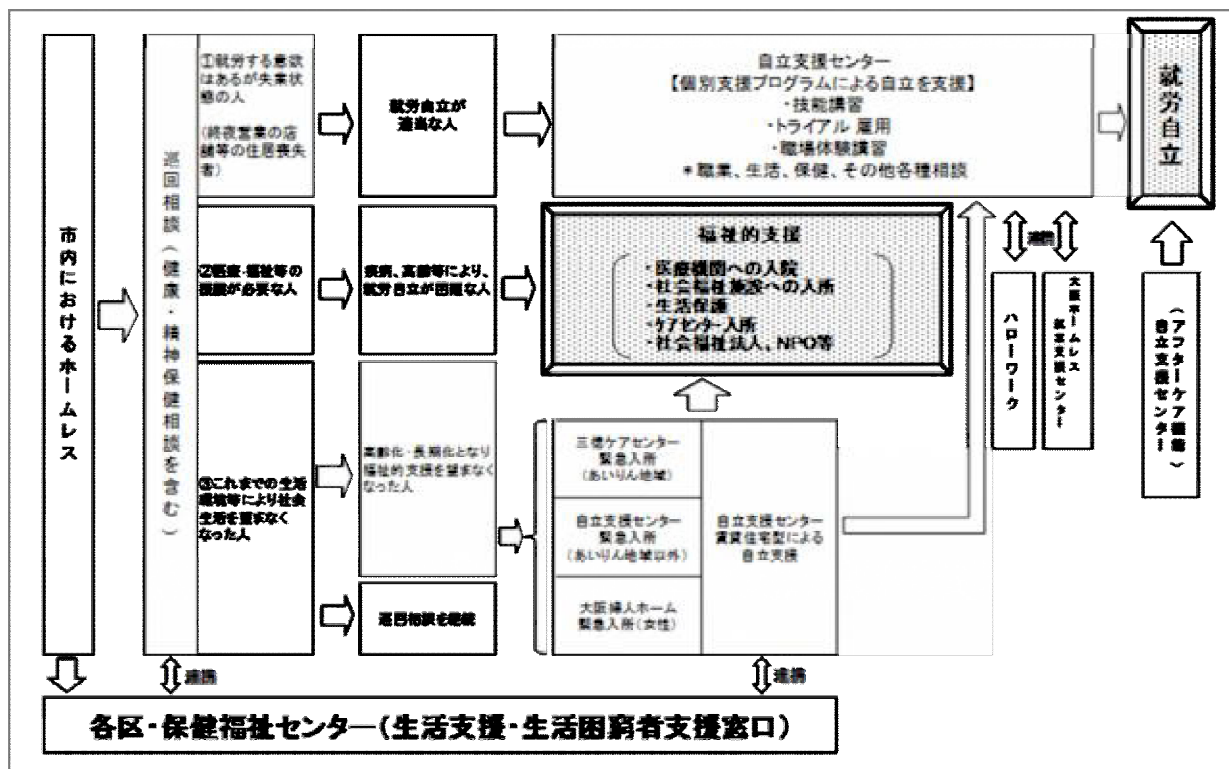 市内におけるホームレス
巡回相談(健康・精神保健相談を含む)
①就労する意欲
はあるが失業状
態の人
(終夜営業の店
舗等の住居喪失
者)
就労自立が
適当な人
自立支援センター
【個別支援プログラムによる自立を支援】
・技能講習
・トライアル 雇用
・職場体験講習
*職業、生活、保健、その他各種相談
就労自立
②医療・福祉等の
援護が必要な人
疾病、高齢等により、
就労自立が困難な人
福祉的支援
・医療機関への入院
・社会福祉施設への入所
・生活保護
・ケアセンター入所
・社会福祉法人、NPO等
連携
ハローワーク
大阪ホームレス
就業支援センター
(アフターケア機能)
自立支援センター
③これまでの生活
環境等により社会
生活を望まなく
なった人
高齢化・長期化となり
福祉的支援を望まなく
なった人
巡回相談を継続
三徳ケアセンター
緊急入所
(あいりん地域)
自立支援センター
緊急入所
(あいりん地域以外)
大阪婦人ホーム
緊急入所(女性)
自立支援センター
賃貸住宅型による
自立支援
連携
連携
各区・保健福祉センター(生活支援・生活困窮者支援窓口)